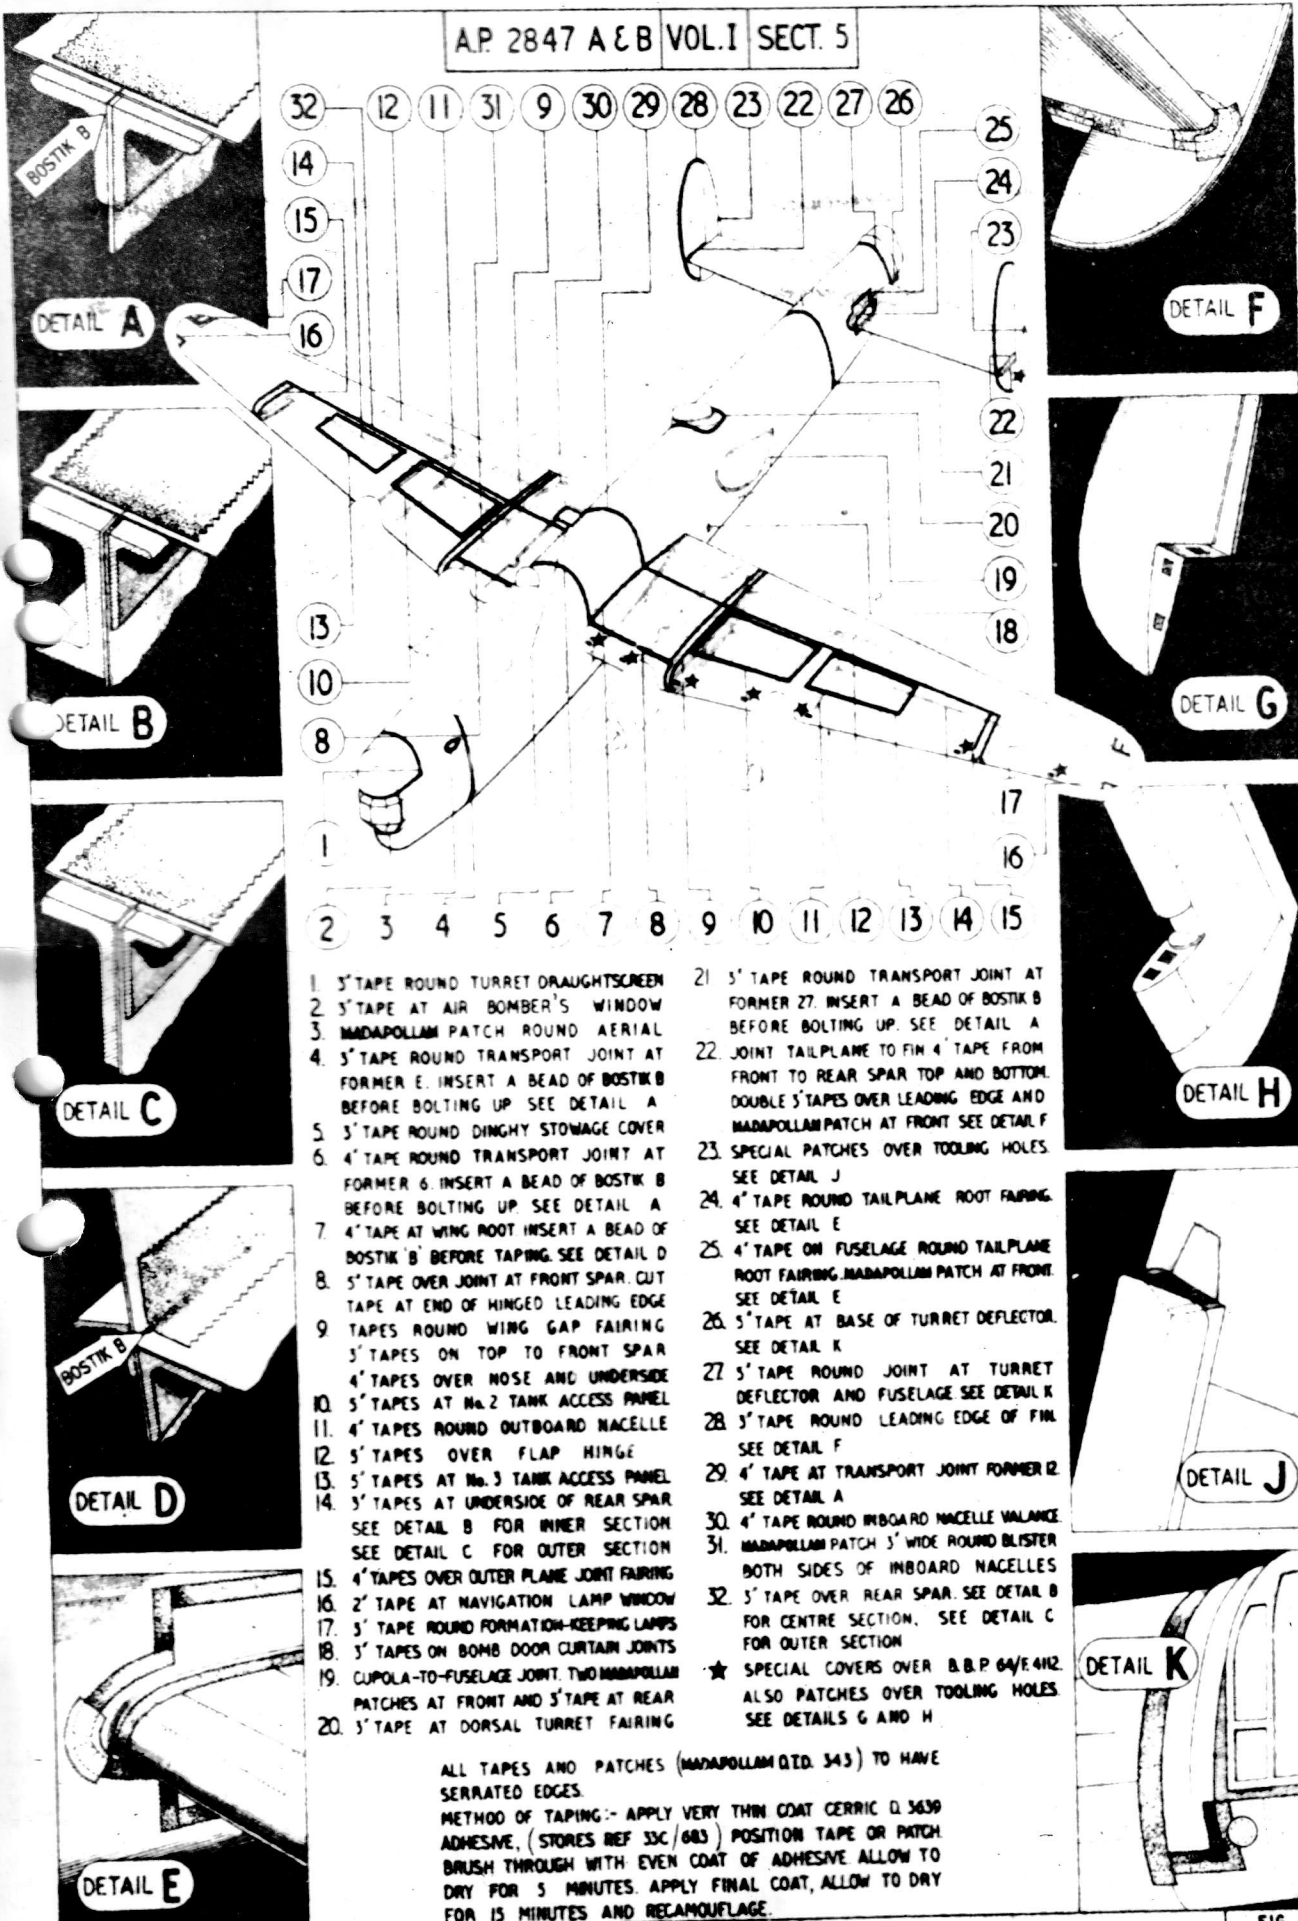 A.P. 2847 A & B VOL.I SECT. 5
32 12 11 31 9 30 29 28 23 22 27 26
25
14
24
15
23
17
16
BOSTIK B
DETAIL A
DETAIL F
22
21
20
19
18
13
10
8
DETAIL B
DETAIL G
17
16
1
2 3 4 5 6 7 8 9 10 11 12 13 14 15
DETAIL C
DETAIL H
1. 3" TAPE ROUND TURRET DRAUGHTSCREEN
2. 3" TAPE AT AIR BOMBER'S WINDOW
3. MADAPOLLAM PATCH ROUND AERIAL
4. 3" TAPE ROUND TRANSPORT JOINT AT
FORMER E. INSERT A BEAD OF BOSTIK B
BEFORE BOLTING UP SEE DETAIL A
5. 3" TAPE ROUND DINGHY STOWAGE COVER
6. 4" TAPE ROUND TRANSPORT JOINT AT
FORMER 6. INSERT A BEAD OF BOSTIK B
BEFORE BOLTING UP. SEE DETAIL A
7. 4" TAPE AT WING ROOT INSERT A BEAD OF
BOSTIK 'B' BEFORE TAPING. SEE DETAIL D
8. 3" TAPE OVER JOINT AT FRONT SPAR. CUT
TAPE AT END OF HINGED LEADING EDGE
9. TAPES ROUND WING GAP FAIRING
3" TAPES ON TOP TO FRONT SPAR
4" TAPES OVER NOSE AND UNDERSIDE
10. 3" TAPES AT No. 2 TANK ACCESS PANEL
11. 4" TAPES ROUND OUTBOARD NACELLE
12. 3" TAPES OVER FLAP HINGE
13. 3" TAPES AT No. 3 TANK ACCESS PANEL
14. 3" TAPES AT UNDERSIDE OF REAR SPAR
SEE DETAIL B FOR INNER SECTION
SEE DETAIL C FOR OUTER SECTION
15. 4" TAPES OVER OUTER PLANE JOINT FAIRING
16. 2" TAPE AT NAVIGATION LAMP WINDOW
17. 3" TAPE ROUND FORMATION-KEEPING LAMPS
18. 3" TAPES ON BOMB DOOR CURTAIN JOINTS
19. CUPOLA-TO-FUSELAGE JOINT. TWO MADAPOLLAM
PATCHES AT FRONT AND 3" TAPE AT REAR
20. 3" TAPE AT DORSAL TURRET FAIRING
21 3" TAPE ROUND TRANSPORT JOINT AT
FORMER 27. INSERT A BEAD OF BOSTIK B
BEFORE BOLTING UP. SEE DETAIL A
22. JOINT TAILPLANE TO FIN 4" TAPE FROM
FRONT TO REAR SPAR TOP AND BOTTOM.
DOUBLE 3" TAPES OVER LEADING EDGE AND
MADAPOLLAM PATCH AT FRONT SEE DETAIL F
23. SPECIAL PATCHES OVER TOOLING HOLES.
SEE DETAIL J
24. 4" TAPE ROUND TAILPLANE ROOT FAIRING.
SEE DETAIL E
25. 4" TAPE ON FUSELAGE ROUND TAILPLANE
ROOT FAIRING. MADAPOLLAM PATCH AT FRONT.
SEE DETAIL E
26. 3" TAPE AT BASE OF TURRET DEFLECTOR.
SEE DETAIL K
27. 3" TAPE ROUND JOINT AT TURRET
DEFLECTOR AND FUSELAGE. SEE DETAIL K
28. 3" TAPE ROUND LEADING EDGE OF FIN.
SEE DETAIL F
29. 4" TAPE AT TRANSPORT JOINT FORMER 12.
SEE DETAIL A
30. 4" TAPE ROUND INBOARD NACELLE VALANCE.
31. MADAPOLLAM PATCH 3" WIDE ROUND BLISTER
BOTH SIDES OF INBOARD NACELLES
32. 3" TAPE OVER REAR SPAR. SEE DETAIL B
FOR CENTRE SECTION. SEE DETAIL C
FOR OUTER SECTION
★ SPECIAL COVERS OVER B.B.P. 64/F.4112.
ALSO PATCHES OVER TOOLING HOLES.
SEE DETAILS G AND H
BOSTIK B
DETAIL D
DETAIL J
DETAIL K
DETAIL E
ALL TAPES AND PATCHES (MADAPOLLAM D.T.D. 343) TO HAVE
SERRATED EDGES.
METHOD OF TAPING:- APPLY VERY THIN COAT CERRIC D. 3639
ADHESIVE, (STORES REF 33C/683) POSITION TAPE OR PATCH.
BRUSH THROUGH WITH EVEN COAT OF ADHESIVE. ALLOW TO
DRY FOR 5 MINUTES. APPLY FINAL COAT, ALLOW TO DRY
FOR 15 MINUTES AND RECAMOUFLAGE.
FIG